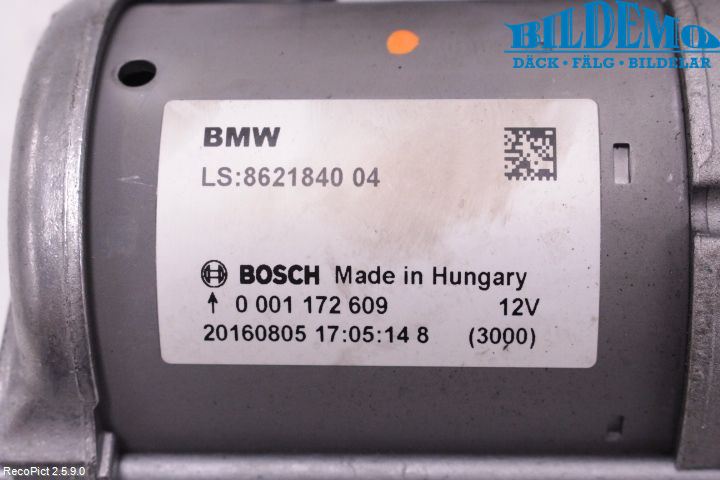 BILDEMO
DÄCK • FÄLG • BILDELAR
BMW
LS:8621840 04
BOSCH Made in Hungary
↑ 0 001 172 609 12V
20160805 17:05:14 8 (3000)
RecoPict 2.5.9.0